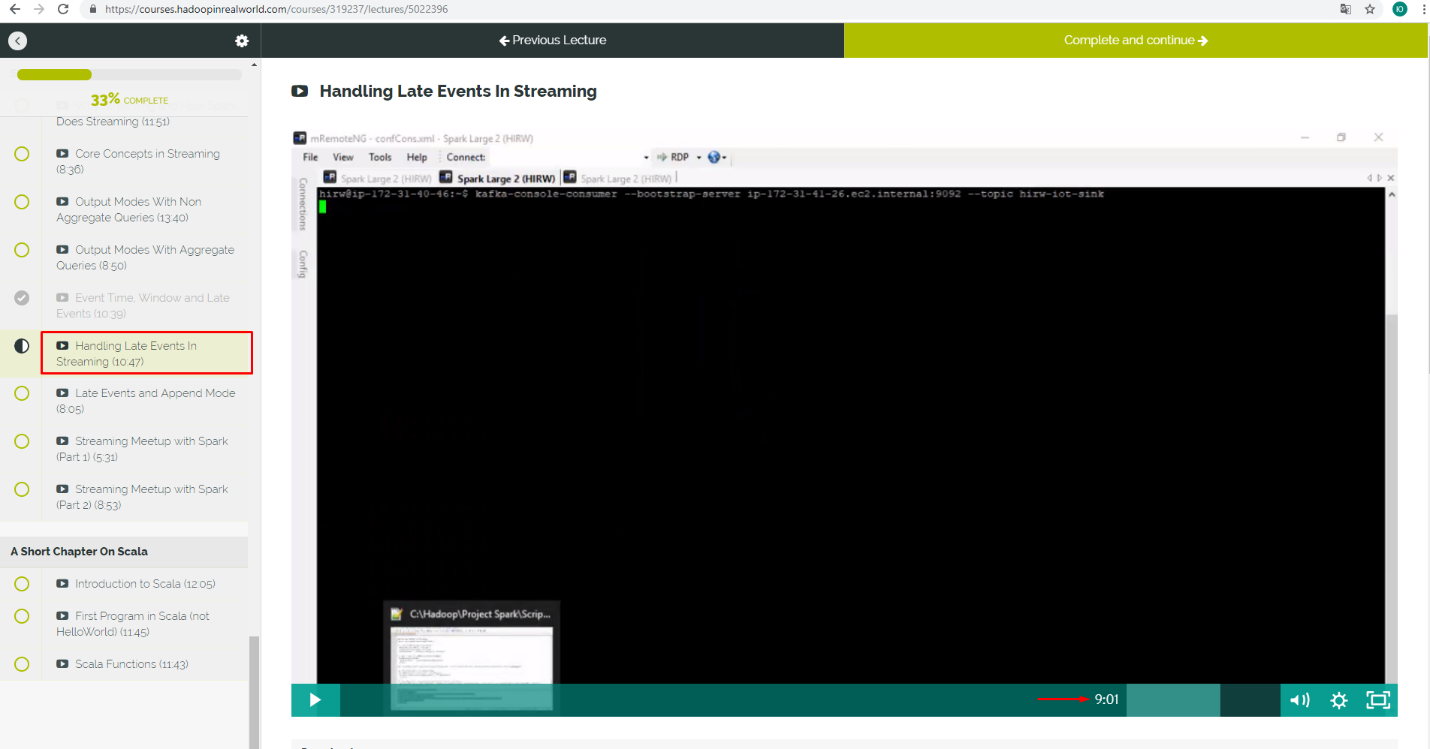 https://courses.hadoopinrealworld.com/courses/319237/lectures/5022396
IO
Previous Lecture
Complete and continue
33% COMPLETE
Does Streaming (11:51)
Core Concepts in Streaming
(8:36)
Output Modes With Non
Aggregate Queries (13:40)
Output Modes With Aggregate
Queries (8:50)
Event Time, Window and Late
Events (10:39)
Handling Late Events In
Streaming (10:47)
Late Events and Append Mode
(8:05)
Streaming Meetup with Spark
(Part 1) (5:31)
Streaming Meetup with Spark
(Part 2) (8:53)
A Short Chapter On Scala
Introduction to Scala (12:05)
First Program in Scala (not
HelloWorld) (11:45)
Scala Functions (11:43)
Handling Late Events In Streaming
mRemoteNG - confCons.xml - Spark Large 2 (HIRW)
File View Tools Help Connect: RDP
Spark Large 2 (HIRW) Spark Large 2 (HIRW) Spark Large 2 (HIRW)
Connections
Config
hirw@ip-172-31-40-46:~$ kafka-console-consumer --bootstrap-server ip-172-31-41-26.ec2.internal:9092 --topic hirw-iot-sink
C:\Hadoop\Project Spark\Scrip...
9:01